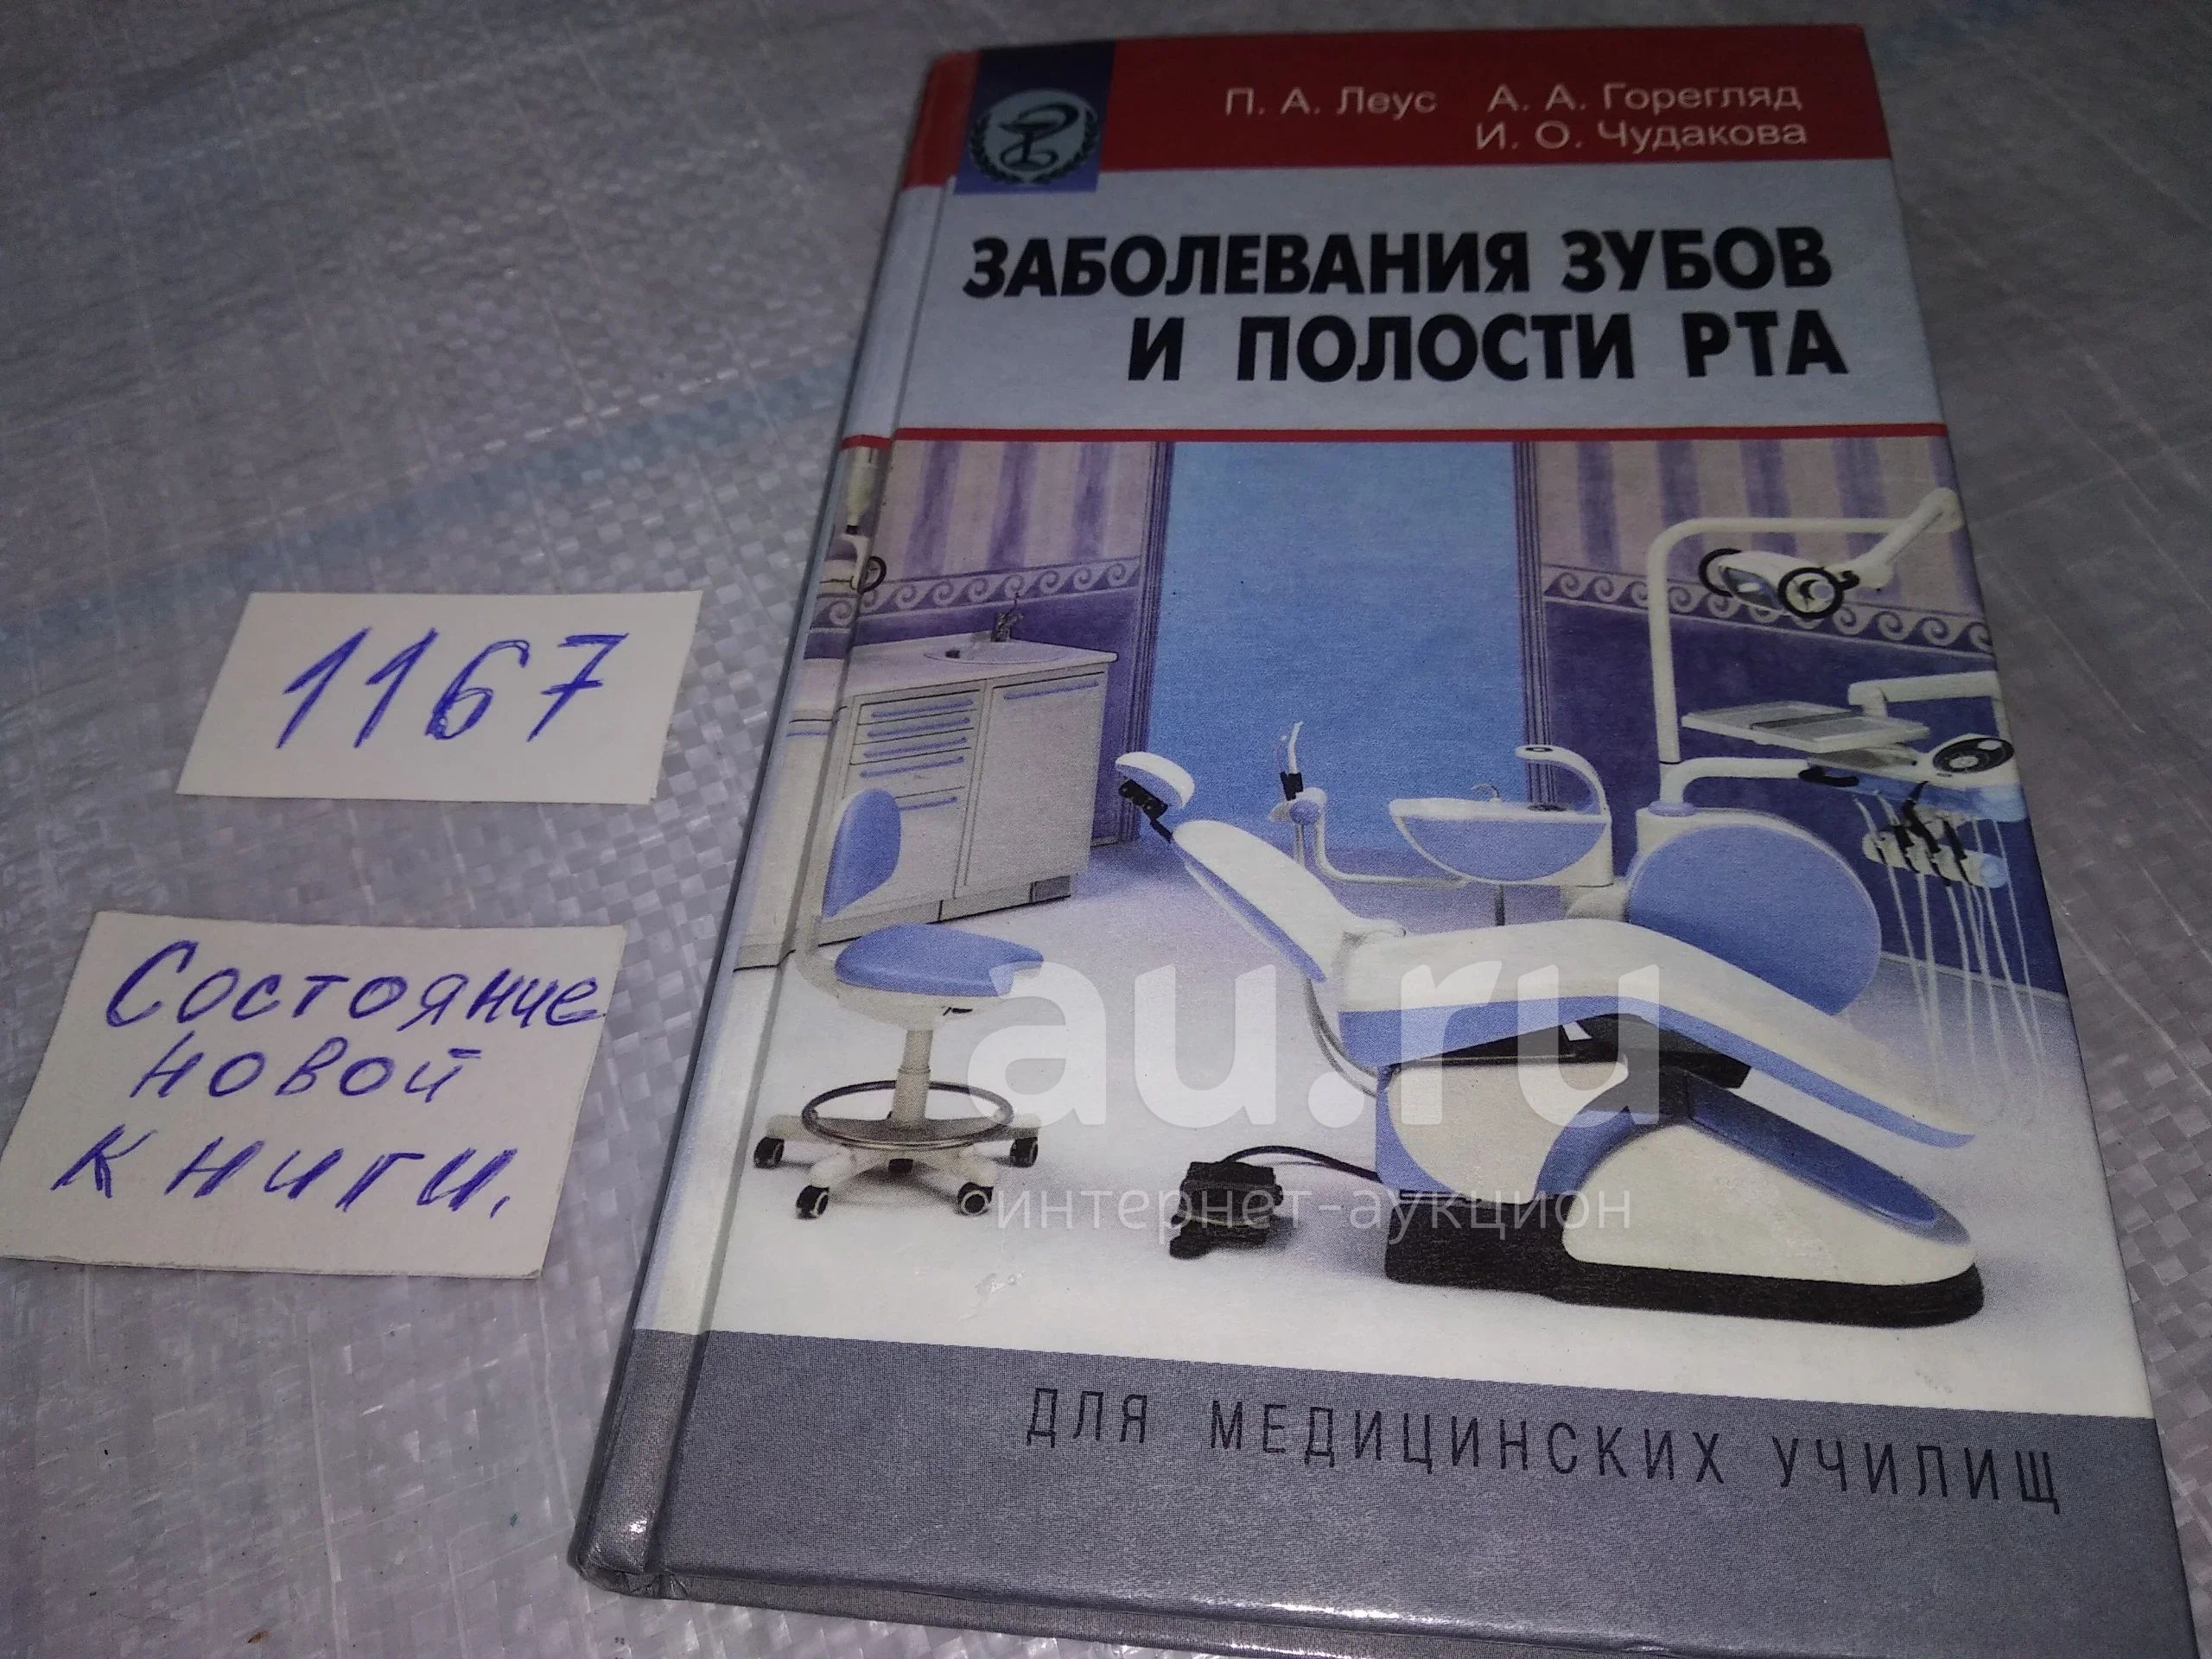 П. А. Леус А. А. Горегляд
И. О. Чудакова
ЗАБОЛЕВАНИЯ ЗУБОВ
И ПОЛОСТИ РТА
1167
Состояние
новой
книги.
au.ru
интернет-аукцион
ДЛЯ МЕДИЦИНСКИХ УЧИЛИЩ